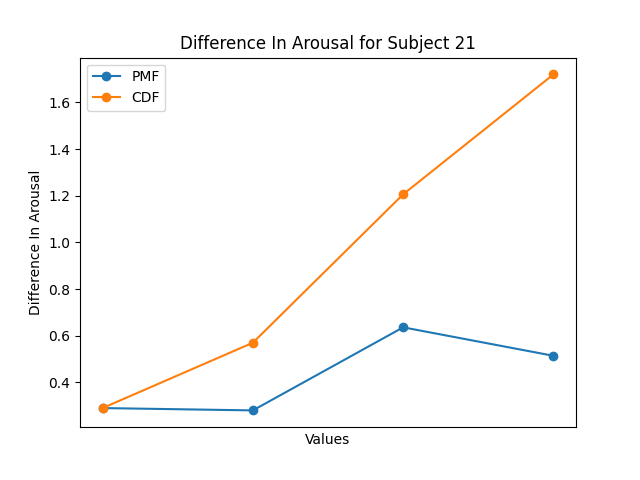 Difference In Arousal for Subject 21
PMF
CDF
1.6
1.4
1.2
1.0
0.8
0.6
0.4
Difference In Arousal
Values